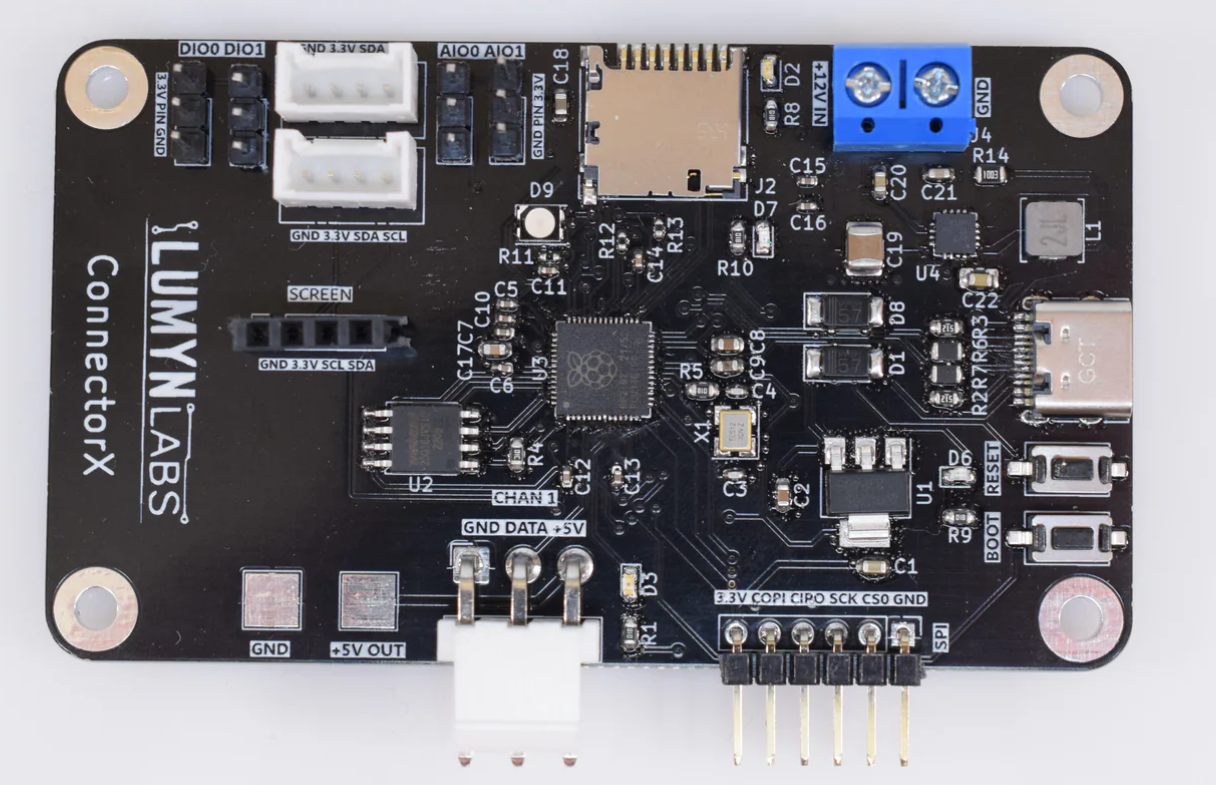 DIO0 DIO1
3.3V PIN GND
GND 3.3V SDA
GND 3.3V SDA SCL
AIO0 AIO1
GND PIN 3.3V
C18
J2
D2
R8
+12V IN
GND
J4
R14
C15
C16
C20
C21
D9
R11
C11
R12
R13
C14
D7
R10
C19
U4
2JL
L1
C22
LUMYNLABS
ConnectorX
SCREEN
GND 3.3V SCL SDA
C5
C10
C17C7
C6
U3
C9C8
R5
C4
X1
C3
D8
D1
R2R7R6R3
GCT
U2
R4
C12
C13
CHAN 1
GND DATA +5V
C2
U1
D6
R9
RESET
BOOT
C1
GND
+5V OUT
D3
R1
3.3V COPI CIPO SCK CS0 GND
SPI